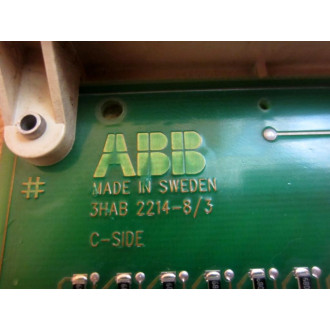 ABB
# MADE IN SWEDEN
3HAB 2214-8/3
C-SIDE